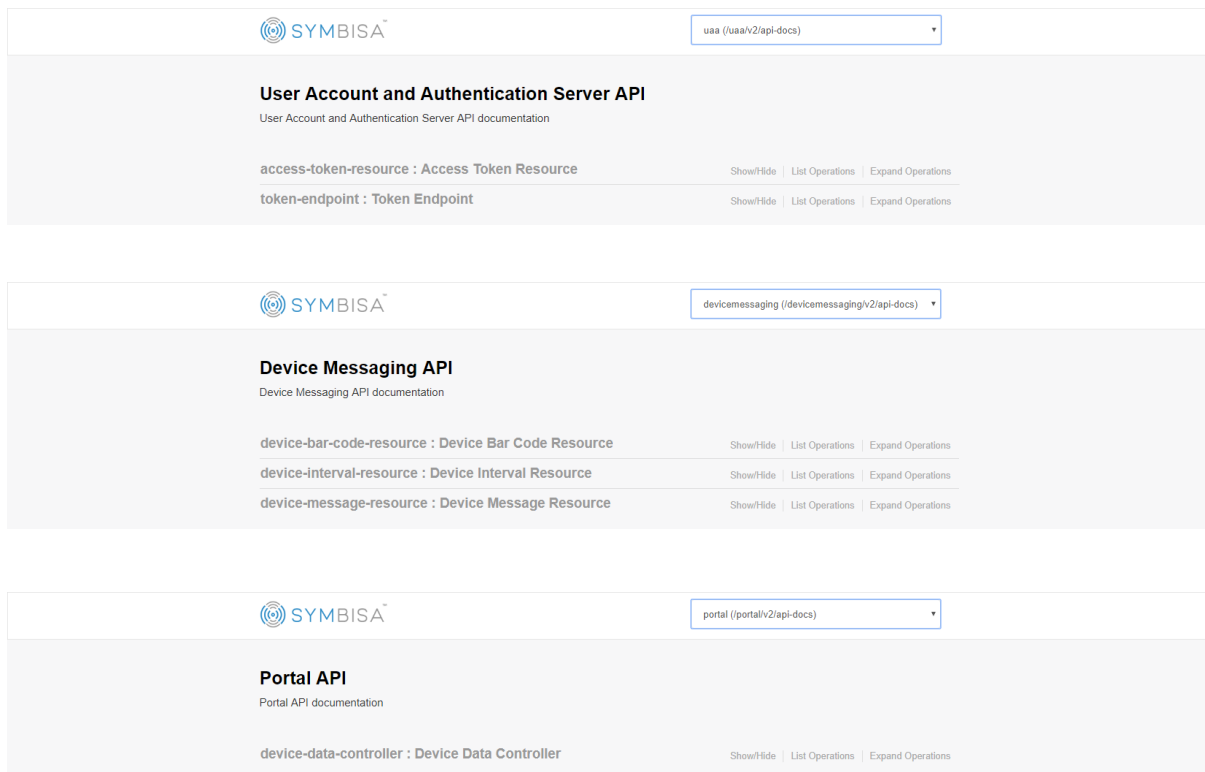 SYMBISA™ uaa (/uaa/v2/api-docs)
User Account and Authentication Server API
User Account and Authentication Server API documentation
access-token-resource : Access Token Resource Show/Hide List Operations Expand Operations
token-endpoint : Token Endpoint Show/Hide List Operations Expand Operations
SYMBISA™ devicemessaging (/devicemessaging/v2/api-docs)
Device Messaging API
Device Messaging API documentation
device-bar-code-resource : Device Bar Code Resource Show/Hide List Operations Expand Operations
device-interval-resource : Device Interval Resource Show/Hide List Operations Expand Operations
device-message-resource : Device Message Resource Show/Hide List Operations Expand Operations
SYMBISA™ portal (/portal/v2/api-docs)
Portal API
Portal API documentation
device-data-controller : Device Data Controller Show/Hide List Operations Expand Operations